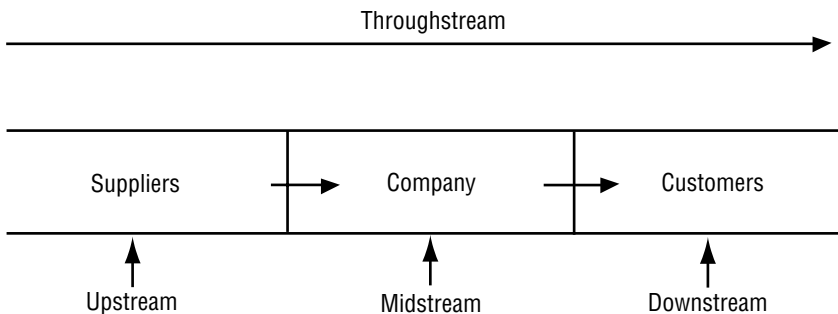 Throughstream
Suppliers
Company
Customers
Upstream
Midstream
Downstream